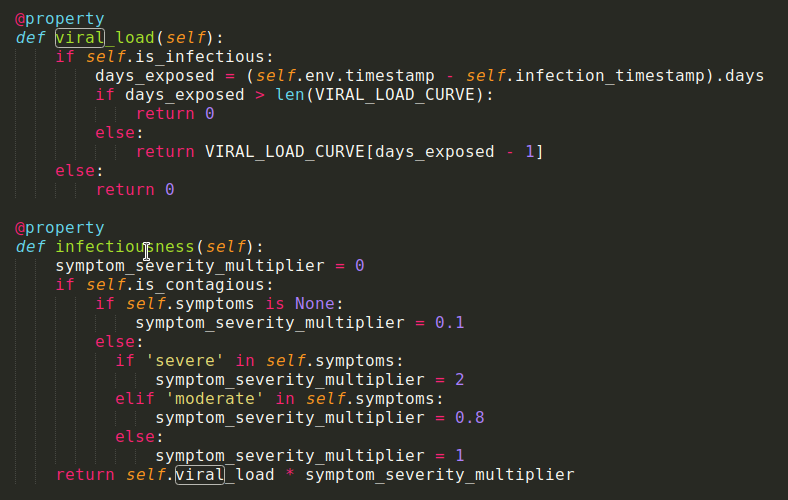 @property
def viral_load(self):
    if self.is_infectious:
        days_exposed = (self.env.timestamp - self.infection_timestamp).days
        if days_exposed > len(VIRAL_LOAD_CURVE):
            return 0
        else:
            return VIRAL_LOAD_CURVE[days_exposed - 1]
    else:
        return 0

@property
def infectiousness(self):
    symptom_severity_multiplier = 0
    if self.is_contagious:
        if self.symptoms is None:
            symptom_severity_multiplier = 0.1
        else:
          if 'severe' in self.symptoms:
              symptom_severity_multiplier = 2
          elif 'moderate' in self.symptoms:
              symptom_severity_multiplier = 0.8
          else:
              symptom_severity_multiplier = 1
    return self.viral_load * symptom_severity_multiplier